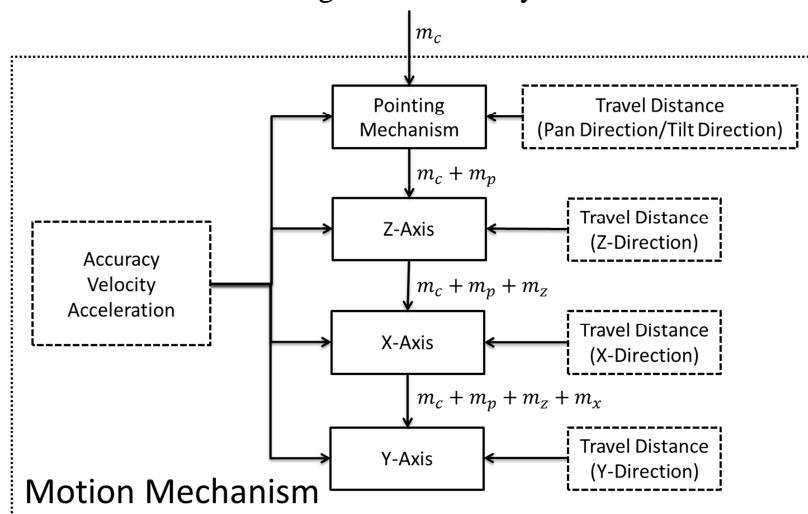 m_c
Pointing
Mechanism
Travel Distance
(Pan Direction/Tilt Direction)
m_c + m_p
Z-Axis
Travel Distance
(Z-Direction)
Accuracy
Velocity
Acceleration
m_c + m_p + m_z
X-Axis
Travel Distance
(X-Direction)
m_c + m_p + m_z + m_x
Y-Axis
Travel Distance
(Y-Direction)
Motion Mechanism